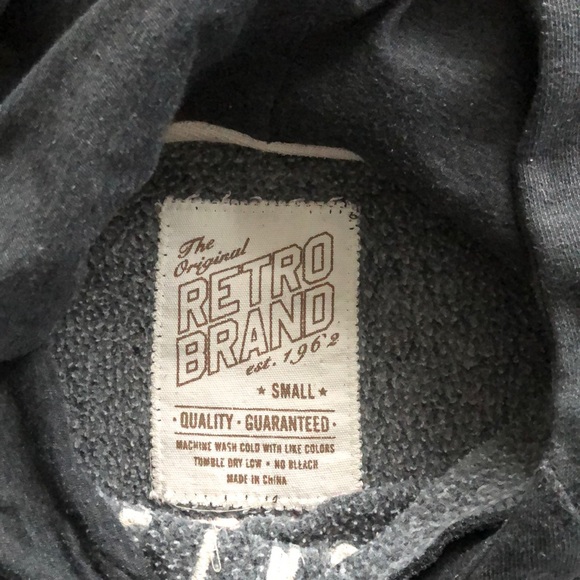 The
Original
RETRO
BRAND
est. 1962
★ SMALL ★
· QUALITY · GUARANTEED ·
MACHINE WASH COLD WITH LIKE COLORS
TUMBLE DRY LOW • NO BLEACH
MADE IN CHINA